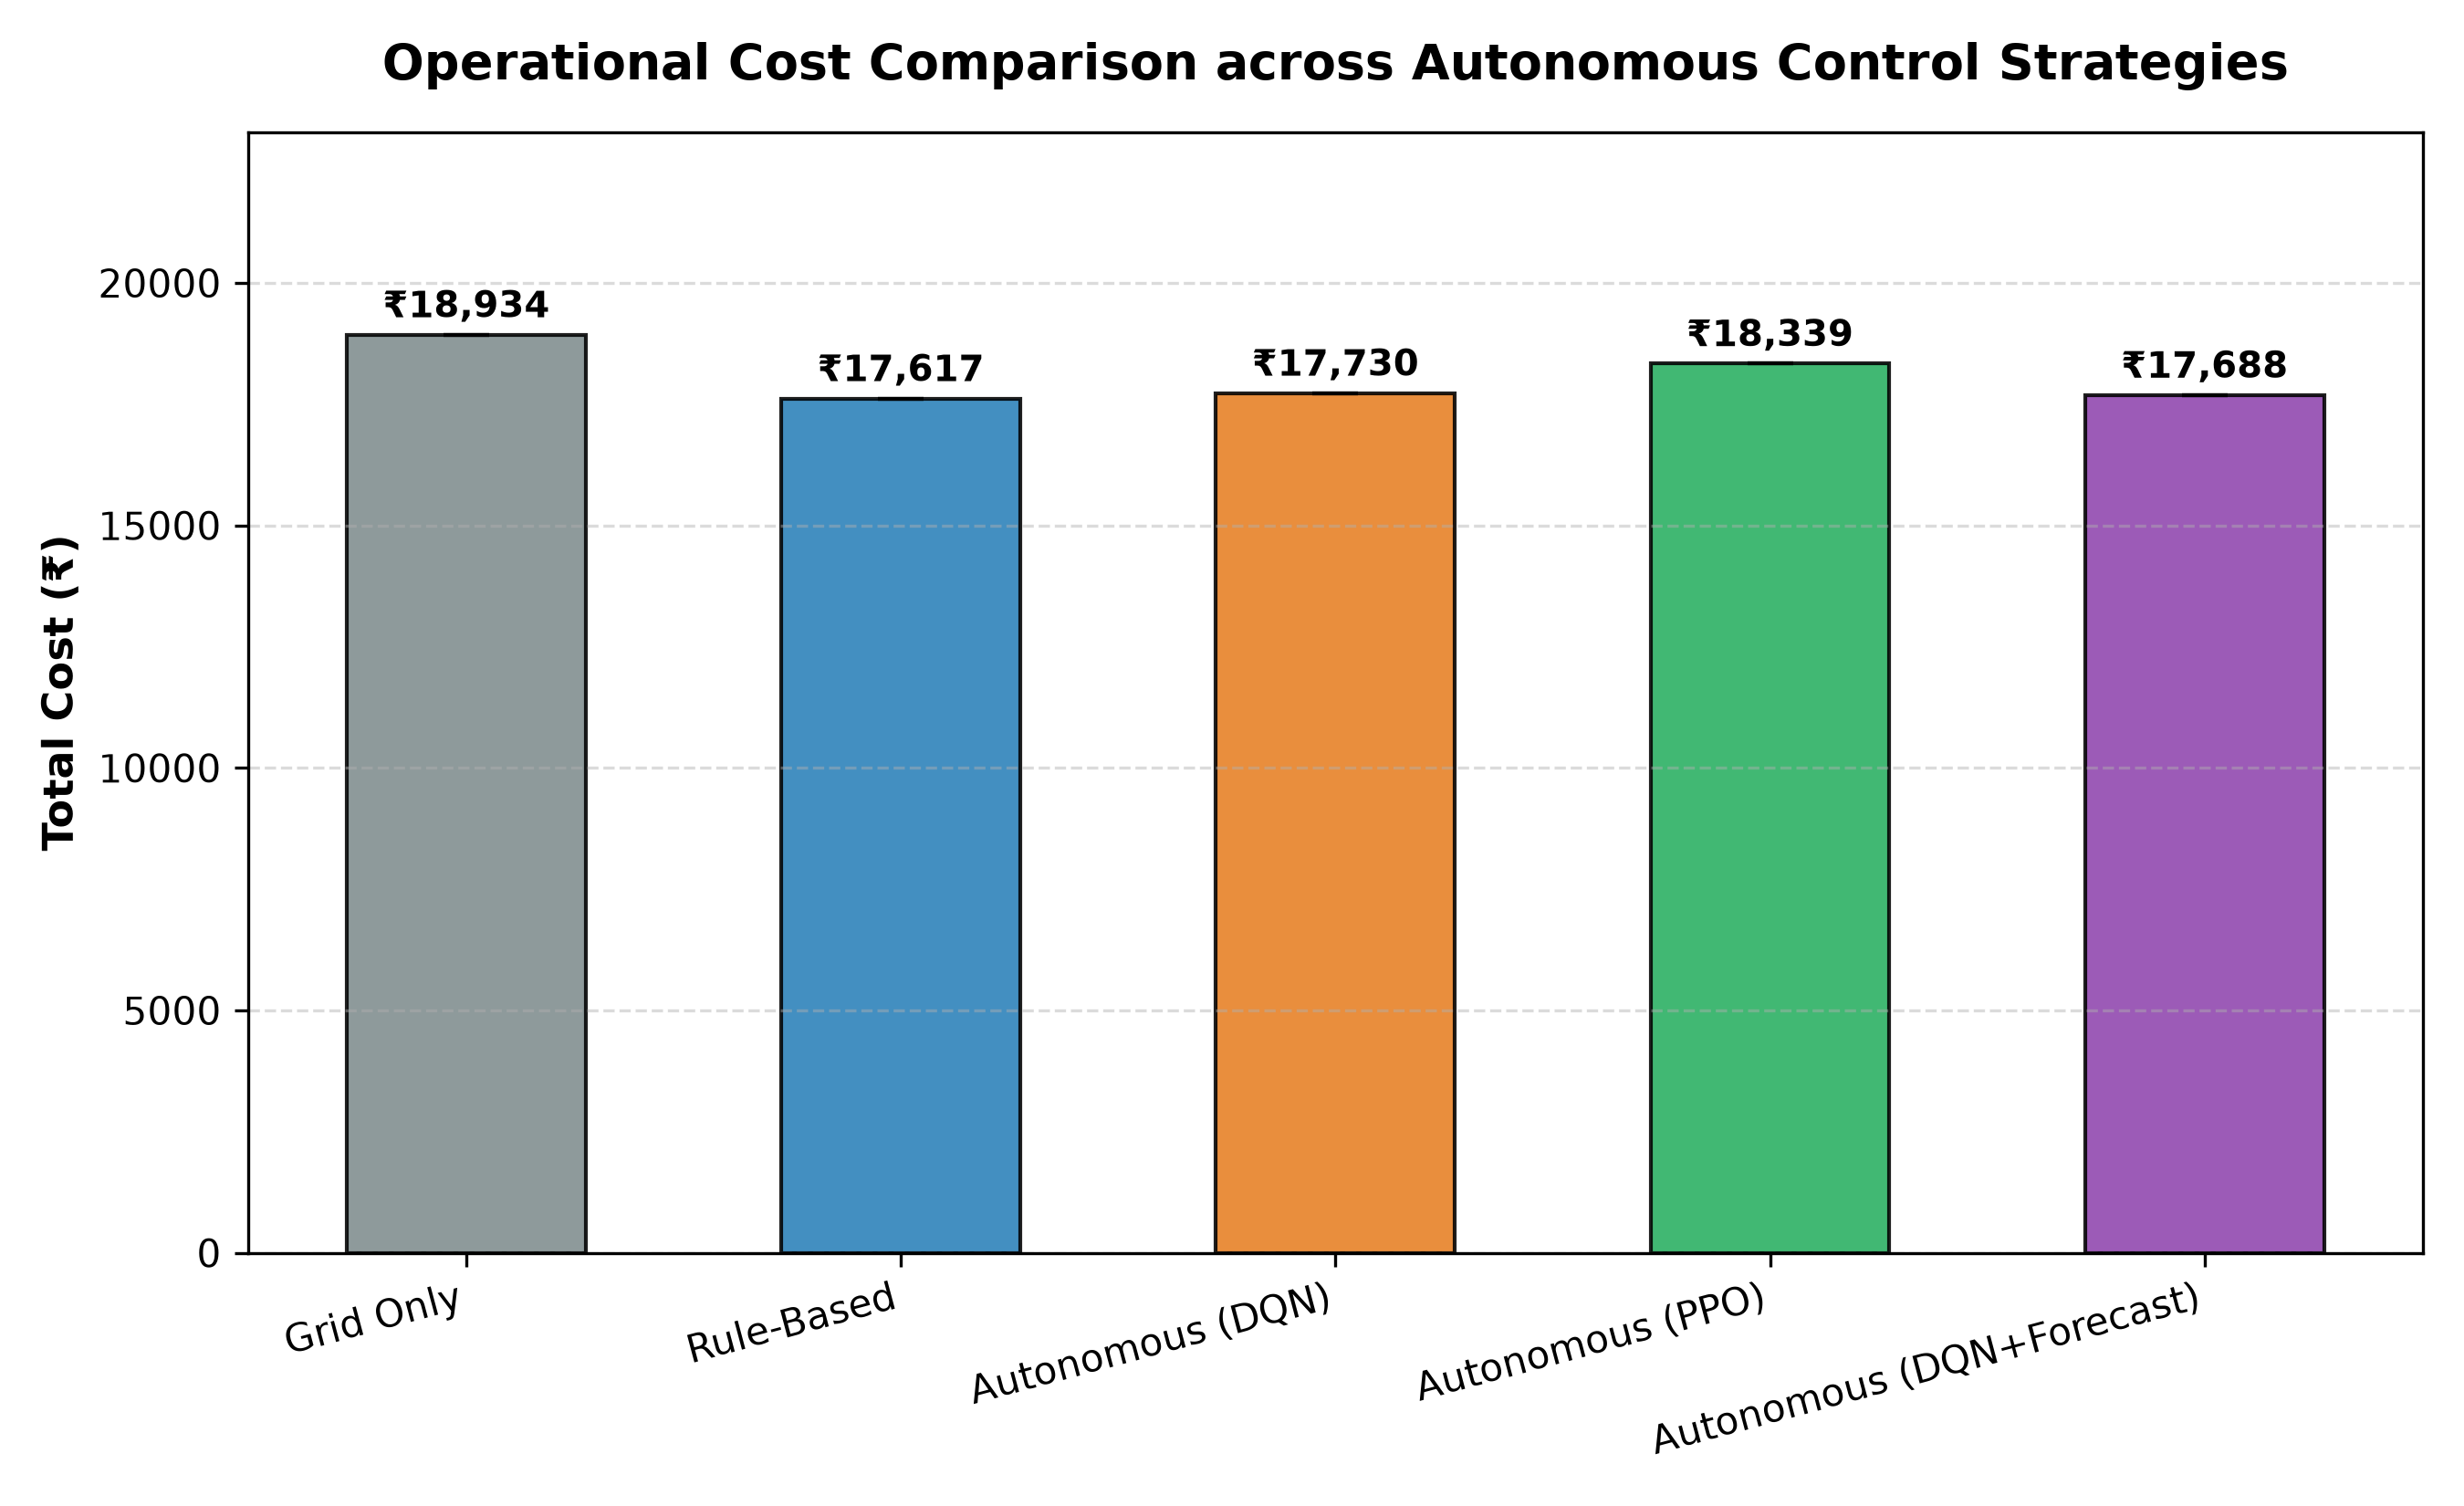 Operational Cost Comparison across Autonomous Control Strategies
Total Cost (₹)
20000
15000
10000
5000
0
₹18,934
₹17,617
₹17,730
₹18,339
₹17,688
Grid Only
Rule-Based
Autonomous (DQN)
Autonomous (PPO)
Autonomous (DQN+Forecast)